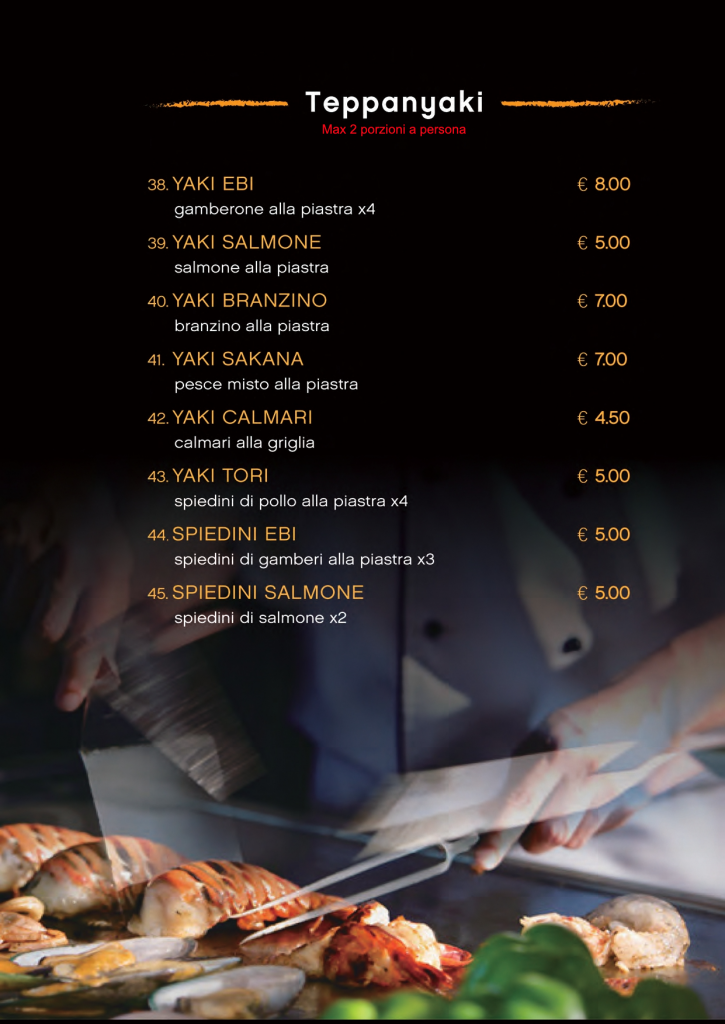 Teppanyaki
Max 2 porzioni a persona
38. YAKI EBI € 8.00
gamberone alla piastra x4
39. YAKI SALMONE € 5.00
salmone alla piastra
40. YAKI BRANZINO € 7.00
branzino alla piastra
41. YAKI SAKANA € 7.00
pesce misto alla piastra
42. YAKI CALMARI € 4.50
calmari alla griglia
43. YAKI TORI € 5.00
spiedini di pollo alla piastra x4
44. SPIEDINI EBI € 5.00
spiedini di gamberi alla piastra x3
45. SPIEDINI SALMONE € 5.00
spiedini di salmone x2